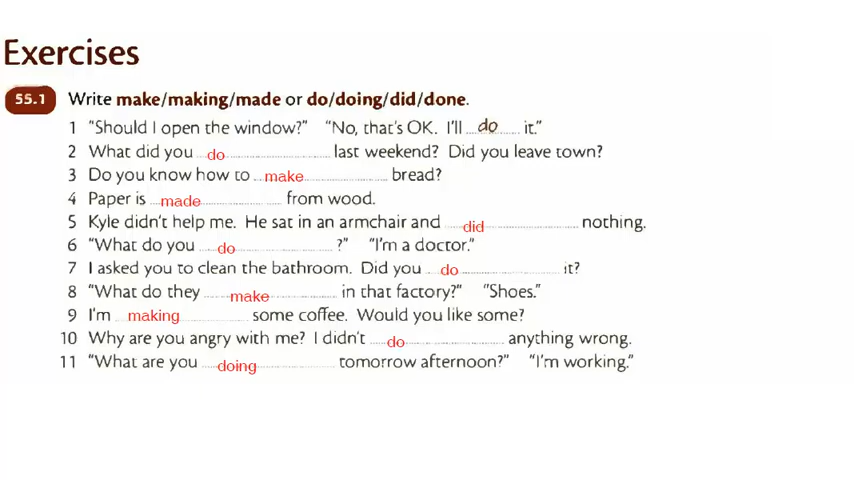 Exercises
55.1 Write make/making/made or do/doing/did/done.
1 “Should I open the window?” “No, that's OK. I'll do it.”
2 What did you do last weekend? Did you leave town?
3 Do you know how to make bread?
4 Paper is made from wood.
5 Kyle didn't help me. He sat in an armchair and did nothing.
6 “What do you do ?” “I'm a doctor.”
7 I asked you to clean the bathroom. Did you do it?
8 “What do they make in that factory?” “Shoes.”
9 I'm making some coffee. Would you like some?
10 Why are you angry with me? I didn't do anything wrong.
11 “What are you doing tomorrow afternoon?” “I'm working.”